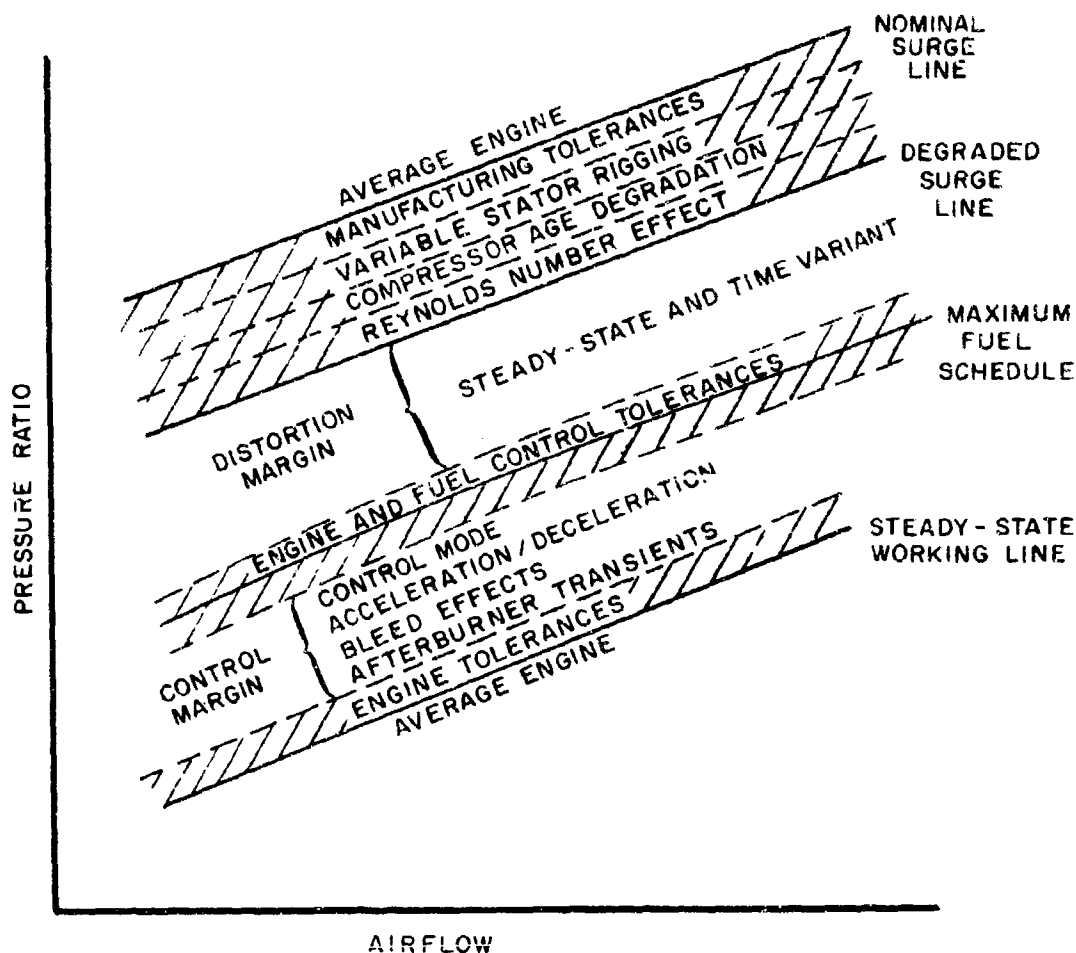 NOMINAL
SURGE
LINE
AVERAGE ENGINE
MANUFACTURING TOLERANCES
VARIABLE STATOR RIGGING
COMPRESSOR AGE DEGRADATION
REYNOLDS NUMBER EFFECT
DEGRADED
SURGE
LINE
STEADY-STATE AND TIME VARIANT
DISTORTION
MARGIN
MAXIMUM
FUEL
SCHEDULE
ENGINE AND FUEL CONTROL TOLERANCES
CONTROL MODE
ACCELERATION/DECELERATION
BLEED EFFECTS
AFTERBURNER TRANSIENTS
ENGINE TOLERANCES
AVERAGE ENGINE
CONTROL
MARGIN
STEADY-STATE
WORKING LINE
PRESSURE RATIO
AIRFLOW